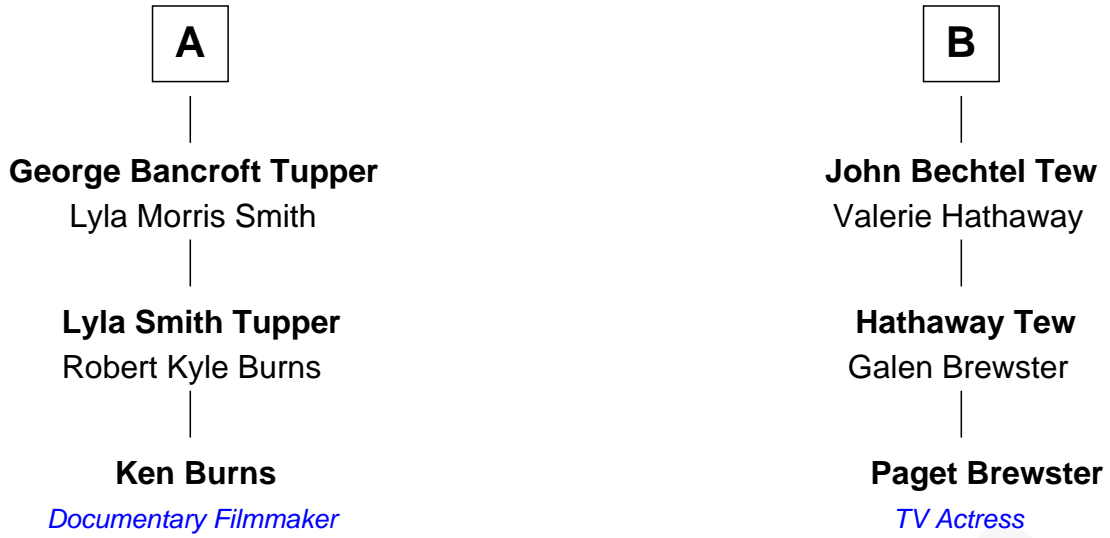 A
George Bancroft Tupper
Lyla Morris Smith
Lyla Smith Tupper
Robert Kyle Burns
Ken Burns
Documentary Filmmaker
B
John Bechtel Tew
Valerie Hathaway
Hathaway Tew
Galen Brewster
Paget Brewster
TV Actress